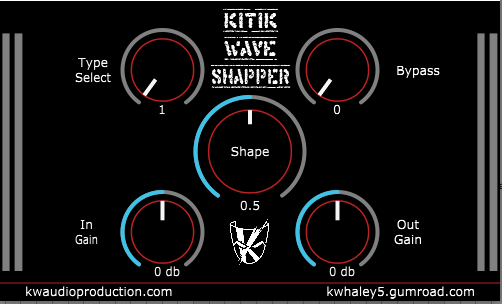 KITIK
WAVE
SHAPPER
Type
Select
1
Bypass
0
Shape
0.5
In
Gain
0 db
Out
Gain
0 db
kwaudioproduction.com
kwhaley5.gumroad.com